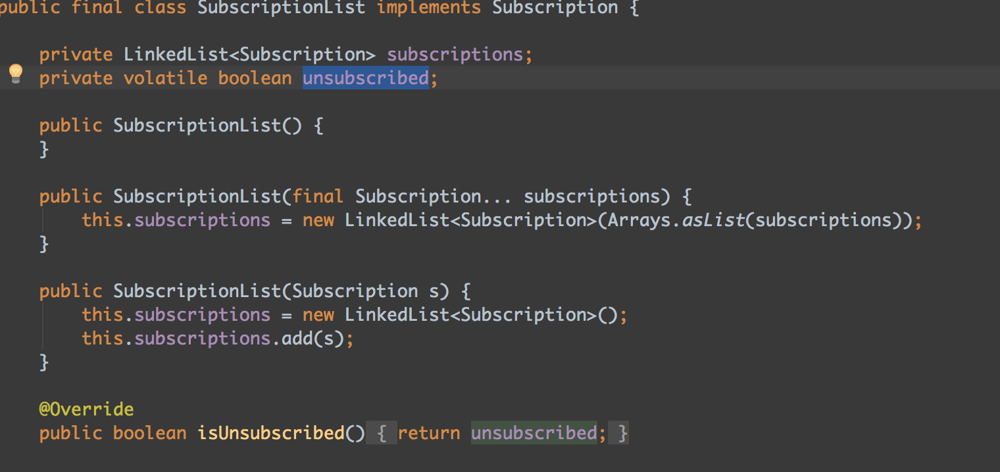 public final class SubscriptionList implements Subscription {
private LinkedList<Subscription> subscriptions;
private volatile boolean unsubscribed;
public SubscriptionList() {
}
public SubscriptionList(final Subscription... subscriptions) {
this.subscriptions = new LinkedList<Subscription>(Arrays.asList(subscriptions));
}
public SubscriptionList(Subscription s) {
this.subscriptions = new LinkedList<Subscription>();
this.subscriptions.add(s);
}
@Override
public boolean isUnsubscribed() { return unsubscribed; }